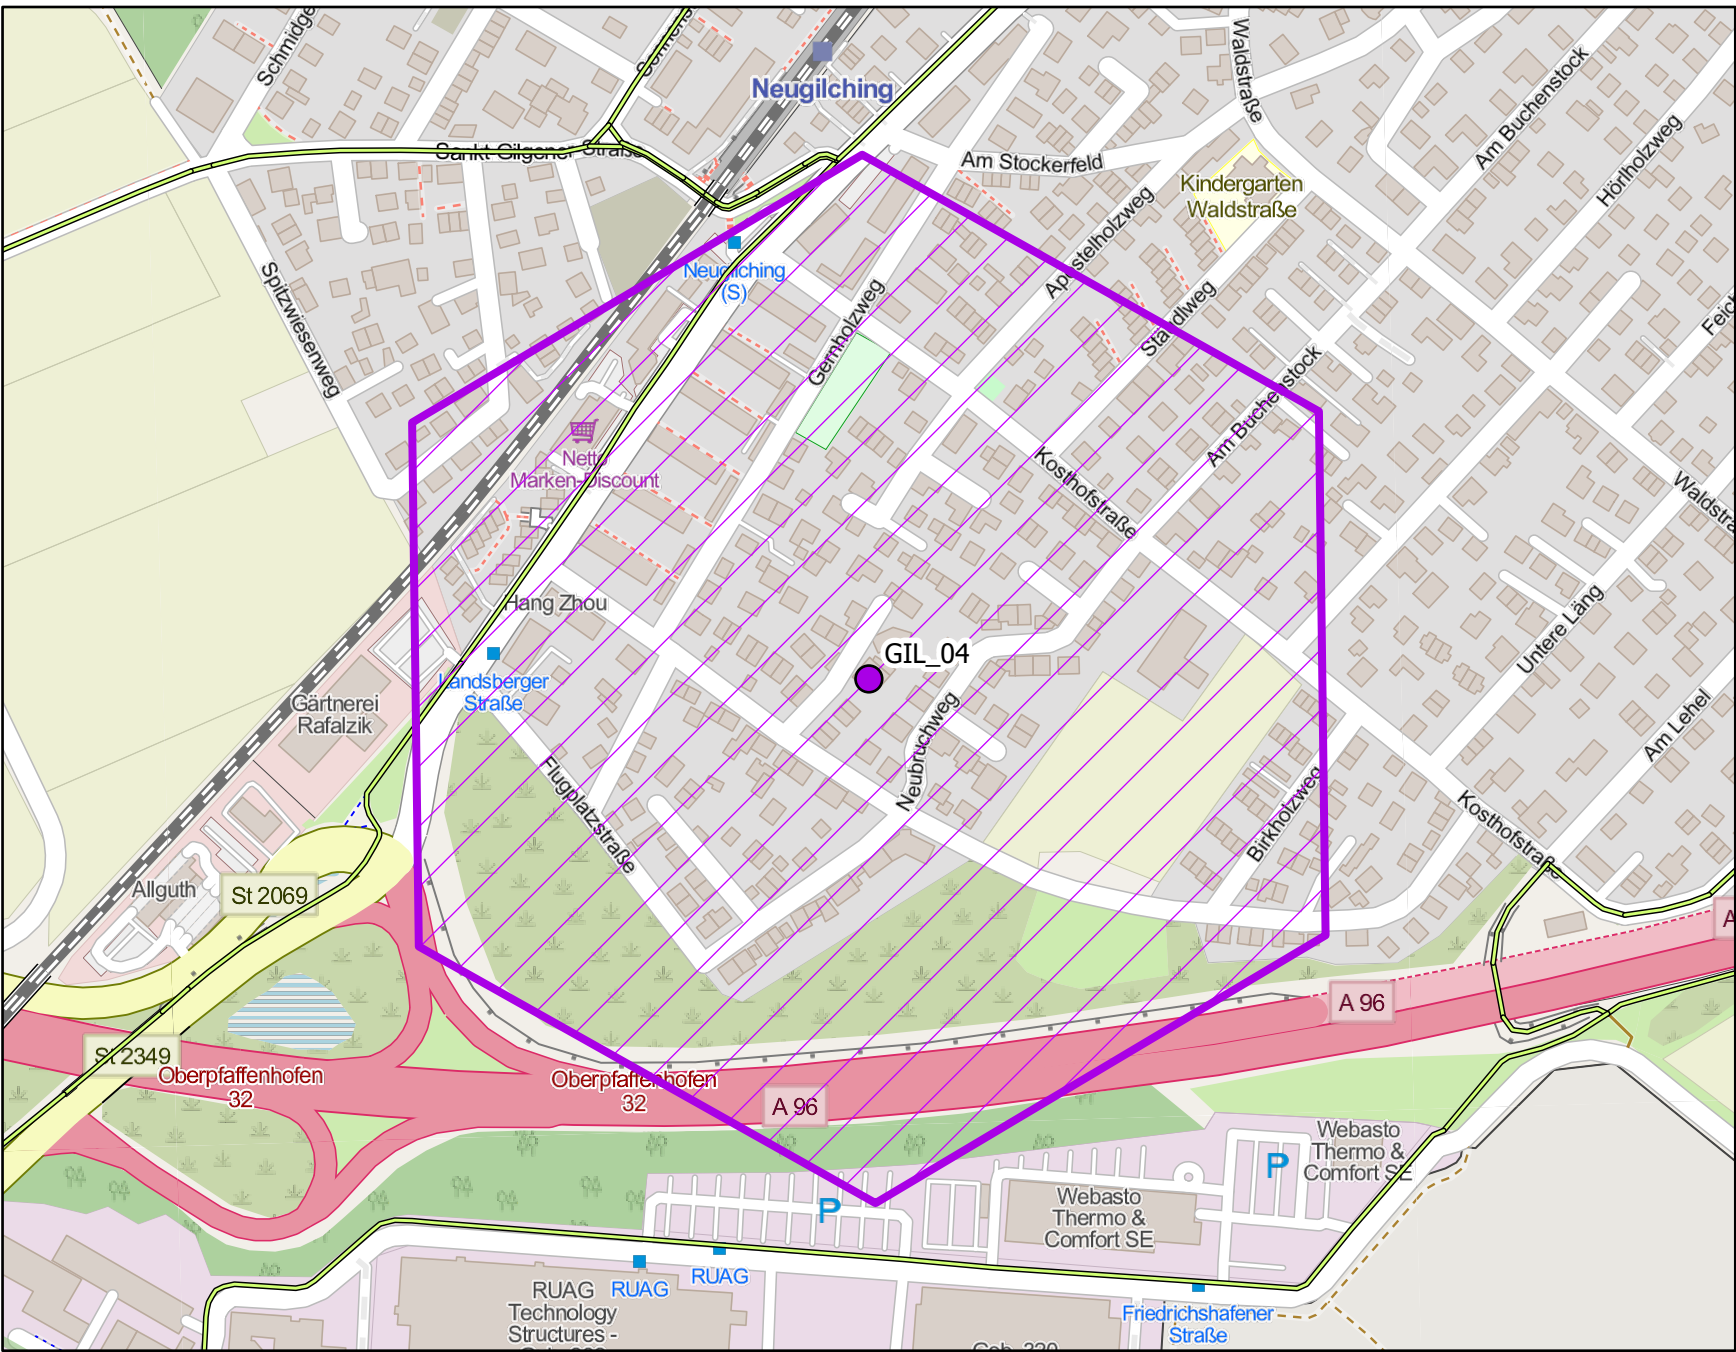 Neugilching
Sankt Gilgener Straße
Am Stockerfeld
Waldstraße
Kindergarten
Waldstraße
Am Buchenstock
Hörlholzweg
Spitzwiesenweg
Neugilching
(S)
Gernholzweg
Apostelholzweg
Standlweg
Am Buchenstock
Netto
Marken-Discount
Kosthofstraße
Hang Zhou
Landsberger
Straße
Gärtnerei
Rafalzik
GIL_04
Neubruchweg
Flugplatzstraße
Untere Läng
Am Lehel
Birkholzweg
Kosthofstraße
Allguth
St 2069
St 2349
Oberpfaffenhofen
32
Oberpfaffenhofen
32
A 96
A 96
P
P
Webasto
Thermo &
Comfort SE
Webasto
Thermo &
Comfort SE
RUAG
RUAG
RUAG
Technology
Structures -
Friedrichshafener
Straße